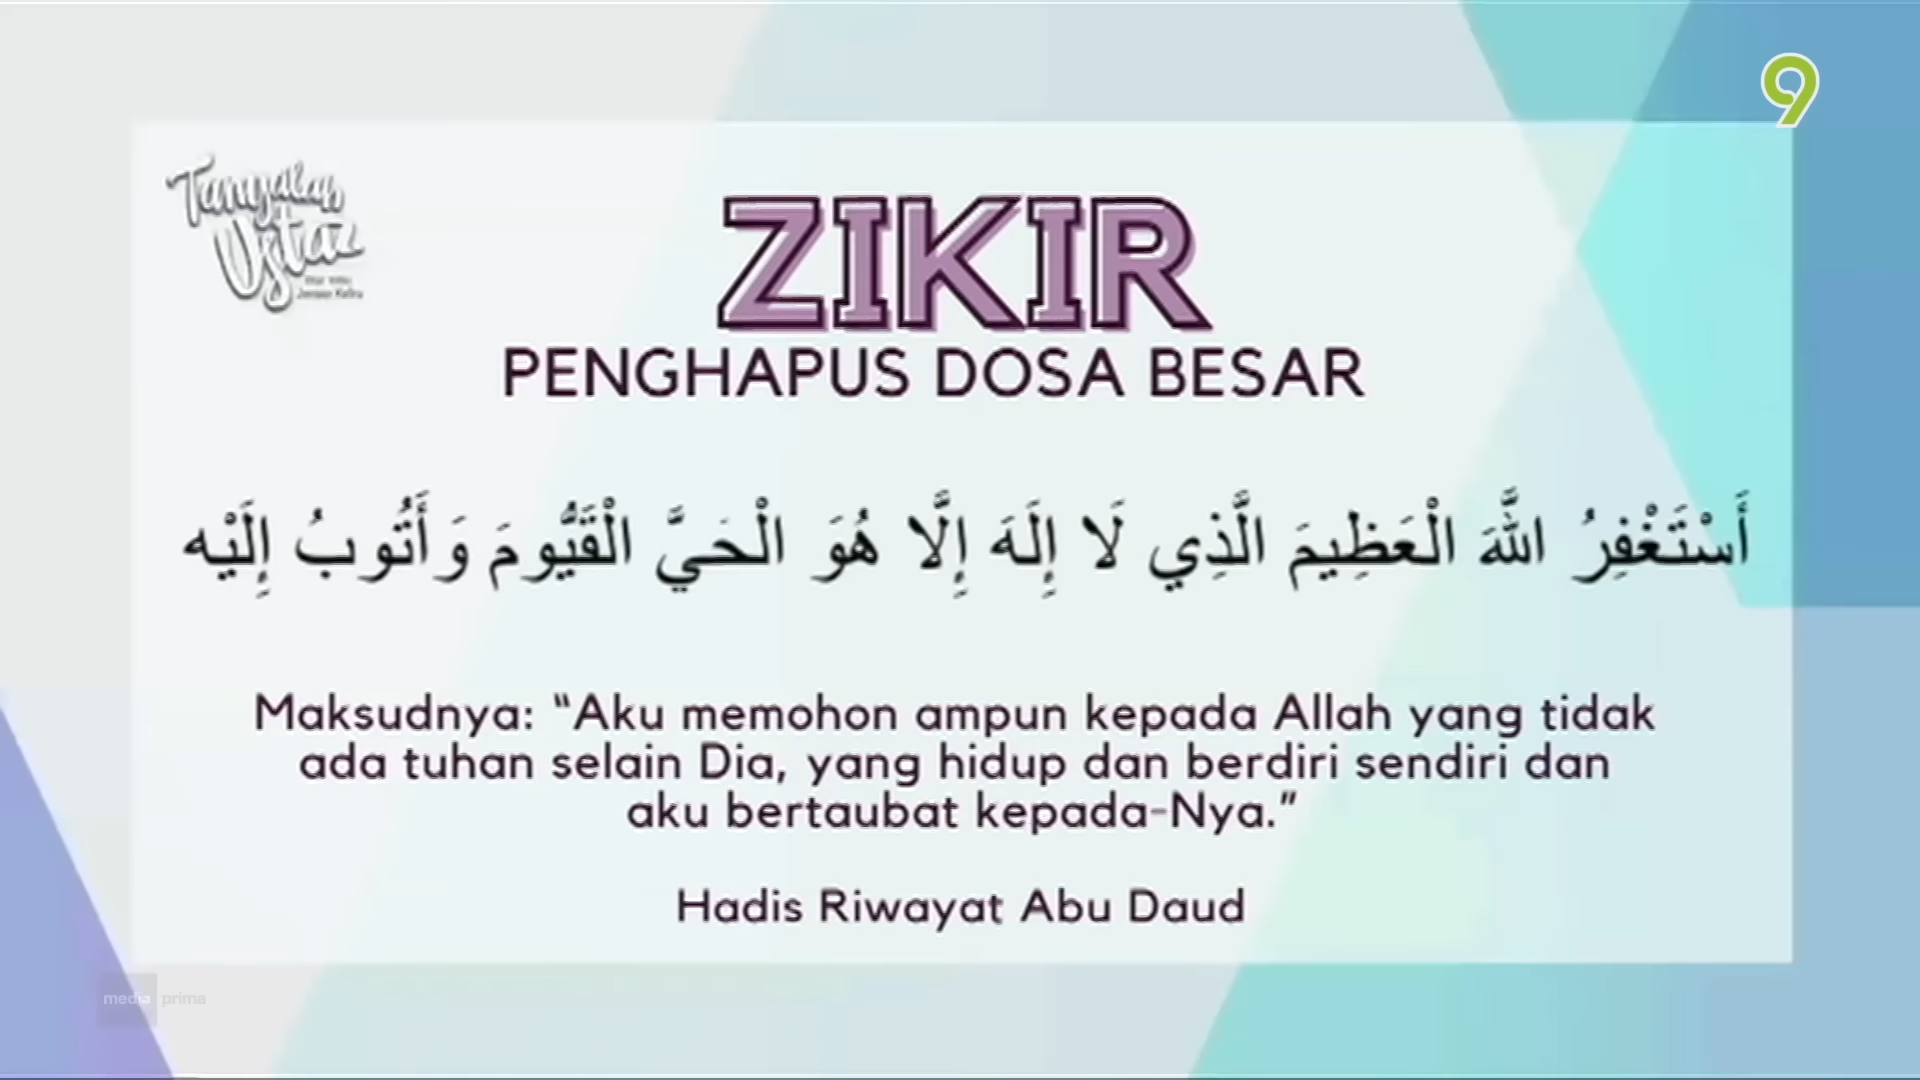 9
Tanyalah
Ustaz
ZIKIR
PENGHAPUS DOSA BESAR
أَسْتَغْفِرُ اللَّهَ الْعَظِيمَ الَّذِي لَا إِلَهَ إِلَّا هُوَ الْحَيَّ الْقَيُّومَ وَأَتُوبُ إِلَيْه
Maksudnya: “Aku memohon ampun kepada Allah yang tidak
ada tuhan selain Dia, yang hidup dan berdiri sendiri dan
aku bertaubat kepada-Nya.”
Hadis Riwayat Abu Daud
media prima